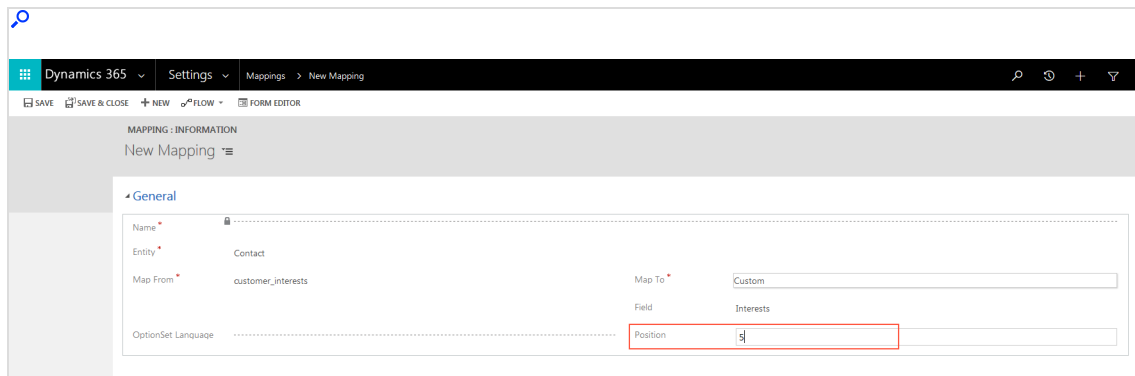 Dynamics 365 Settings Mappings > New Mapping
SAVE SAVE & CLOSE + NEW FLOW FORM EDITOR
MAPPING : INFORMATION
New Mapping
General
Name *
Entity * Contact
Map From * customer_interests Map To * Custom
Field Interests
OptionSet Language Position 5